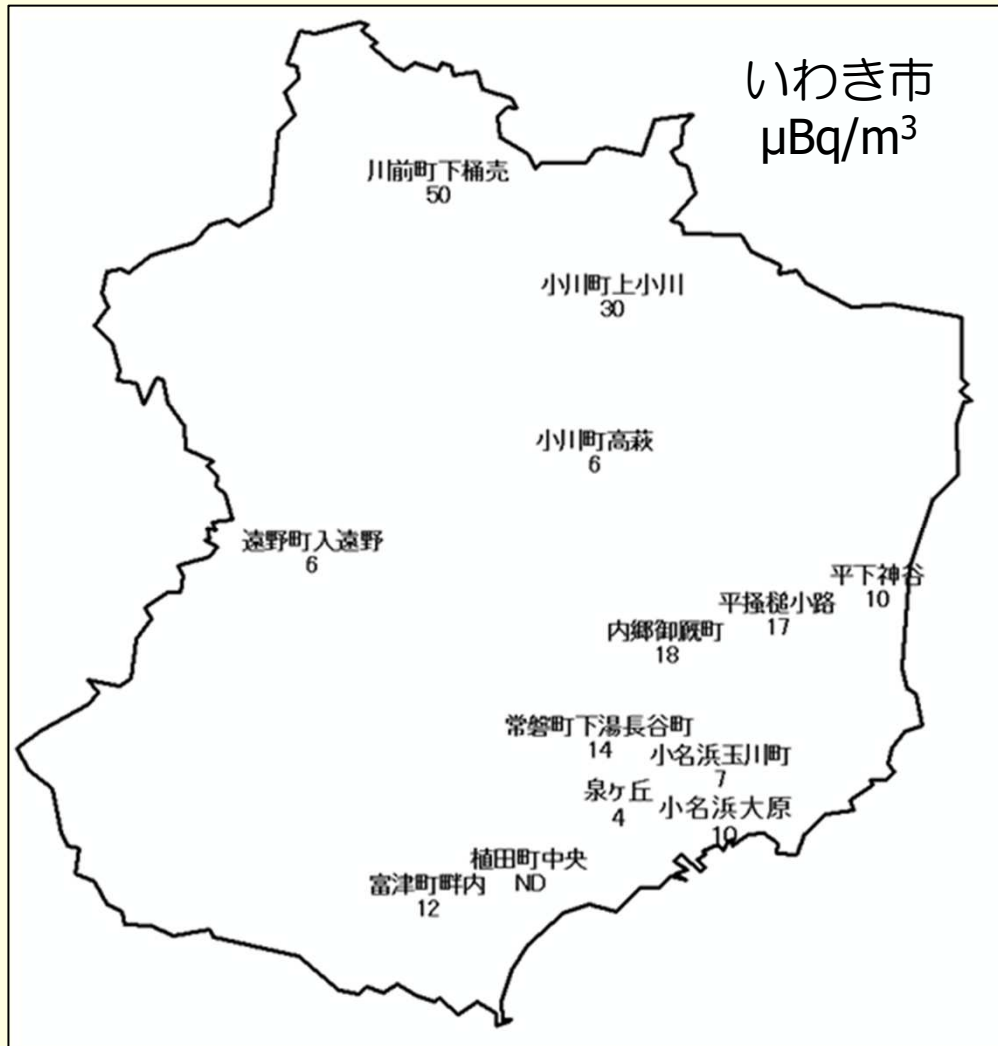 いわき市
µBq/m³
川前町下桶売
50
小川町上小川
30
小川町高萩
6
遠野町入遠野
6
平下神谷
10
平掻槌小路
17
内郷御厩町
18
常磐町下湯長谷町
14
小名浜玉川町
7
泉ヶ丘
4
小名浜大原
10
植田町中央
ND
富津町畔内
12